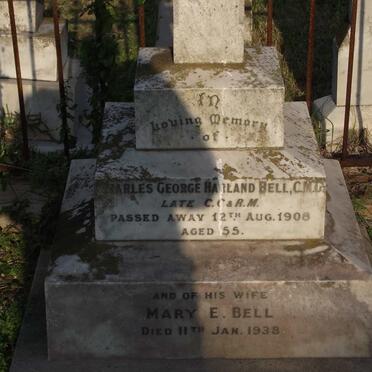 In
Loving Memory
of
Charles George Harland Bell, C.M.G.
Late C.C & R.M.
Passed away 12th Aug. 1908
Aged 55.
And of his wife
Mary E. Bell
Died 11th Jan. 1938